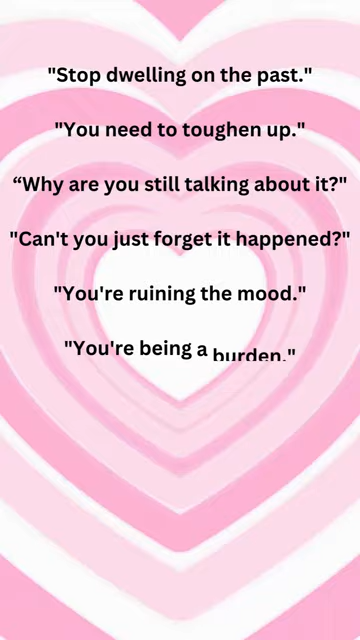 "Stop dwelling on the past."
"You need to toughen up."
“Why are you still talking about it?"
"Can't you just forget it happened?"
"You're ruining the mood."
"You're being a burden."